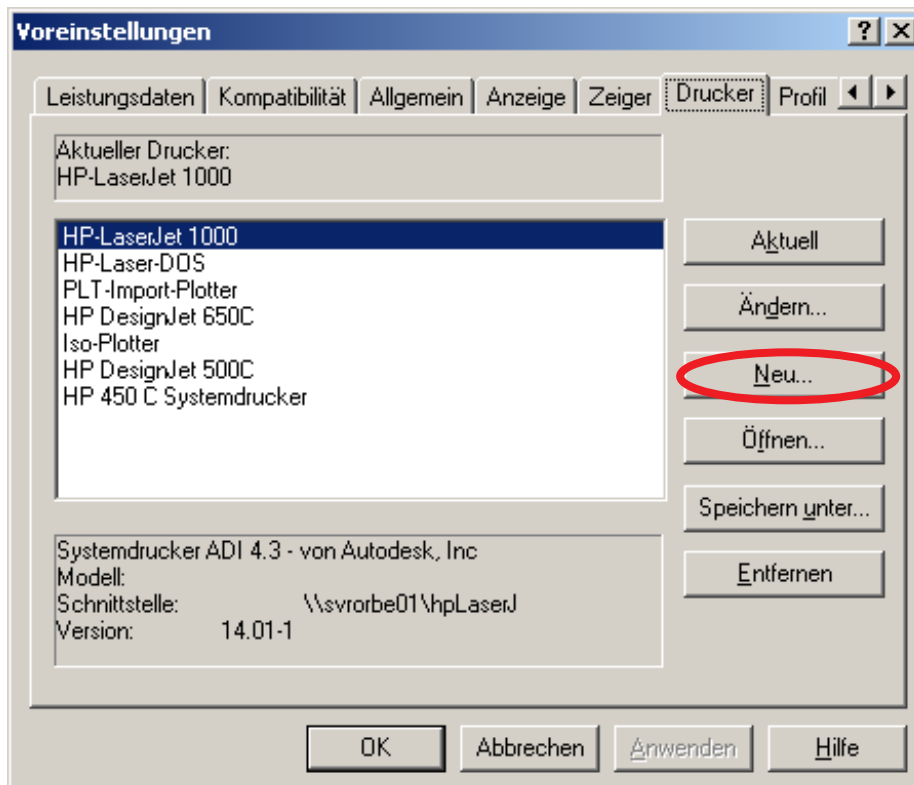 Voreinstellungen
Leistungsdaten Kompatibilität Allgemein Anzeige Zeiger Drucker Profil
Aktueller Drucker:
HP-LaserJet 1000
HP-LaserJet 1000
HP-Laser-DOS
PLT-Import-Plotter
HP DesignJet 650C
Iso-Plotter
HP DesignJet 500C
HP 450 C Systemdrucker
Aktuell
Ändern...
Neu...
Öffnen...
Speichern unter...
Entfernen
Systemdrucker ADI 4.3 - von Autodesk, Inc
Modell:
Schnittstelle: \\svrorbe01\hpLaserJ
Version: 14.01-1
OK Abbrechen Anwenden Hilfe